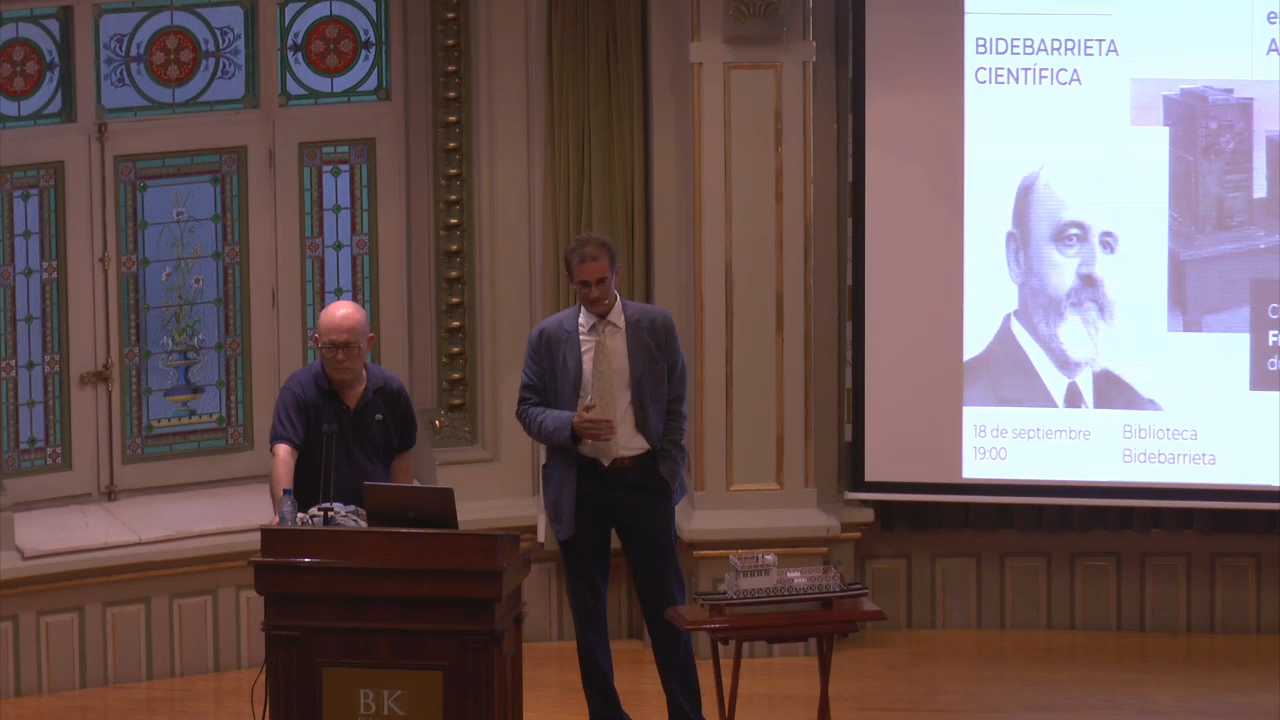 BIDEBARRIETA
CIENTÍFICA
18 de septiembre
19:00
Biblioteca
Bidebarrieta
BK